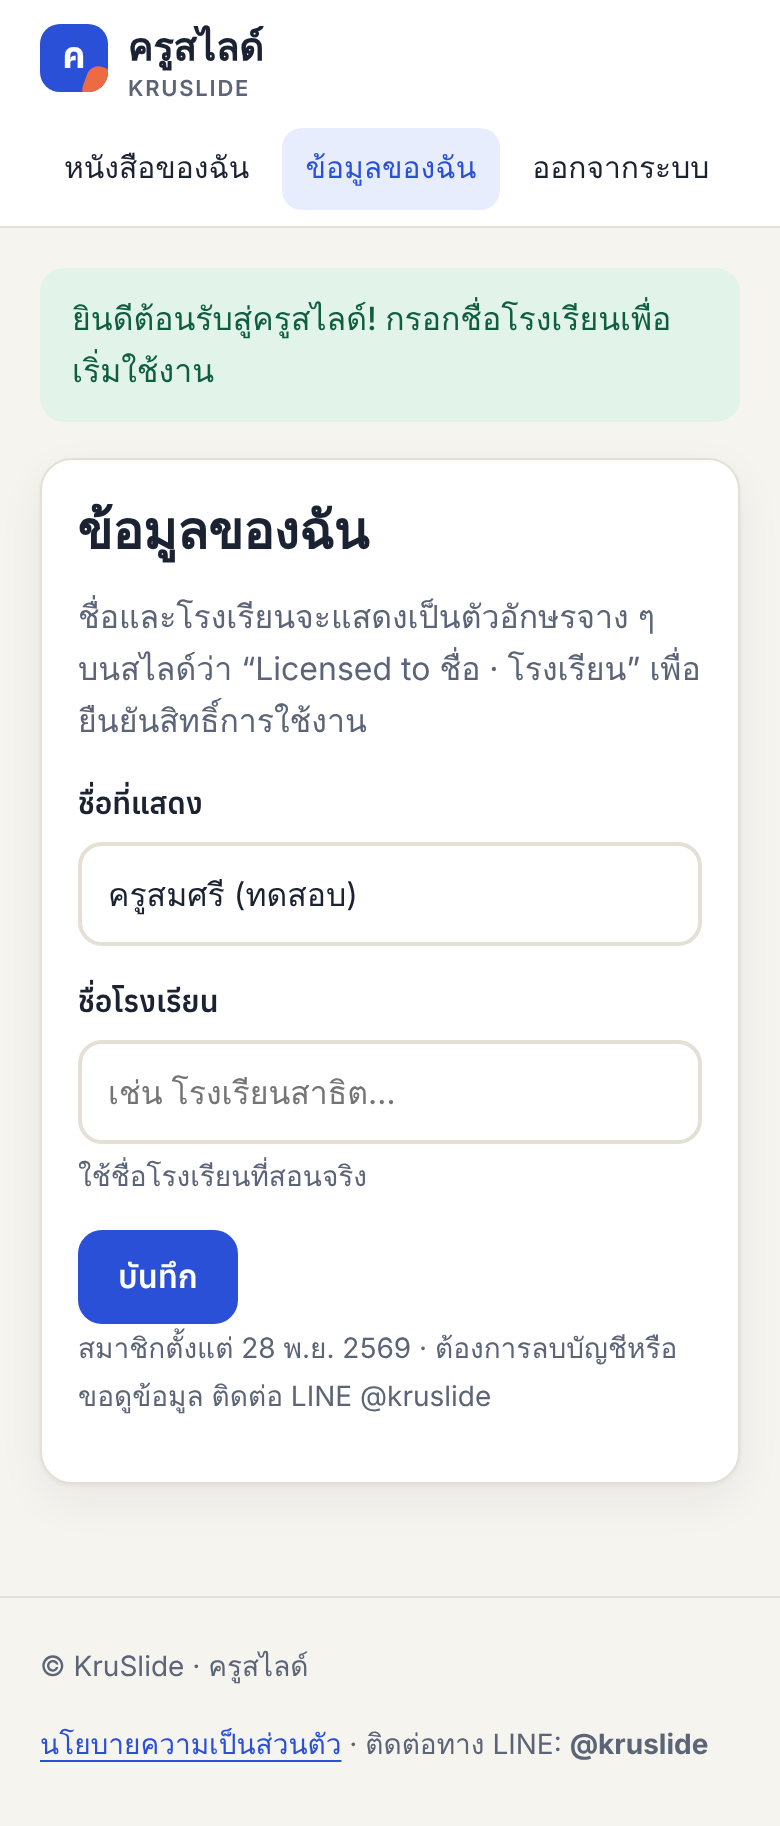 ค
ครูสไลด์
KRUSLIDE
หนังสือของฉัน
ข้อมูลของฉัน
ออกจากระบบ
ยินดีต้อนรับสู่ครูสไลด์! กรอกชื่อโรงเรียนเพื่อ
เริ่มใช้งาน
ข้อมูลของฉัน
ชื่อและโรงเรียนจะแสดงเป็นตัวอักษรจาง ๆ
บนสไลด์ว่า “Licensed to ชื่อ · โรงเรียน” เพื่อ
ยืนยันสิทธิ์การใช้งาน
ชื่อที่แสดง
ครูสมศรี (ทดสอบ)
ชื่อโรงเรียน
เช่น โรงเรียนสาธิต...
ใช้ชื่อโรงเรียนที่สอนจริง
บันทึก
สมาชิกตั้งแต่ 28 พ.ย. 2569 · ต้องการลบบัญชีหรือ
ขอดูข้อมูล ติดต่อ LINE @kruslide
© KruSlide · ครูสไลด์
นโยบายความเป็นส่วนตัว · ติดต่อทาง LINE: @kruslide